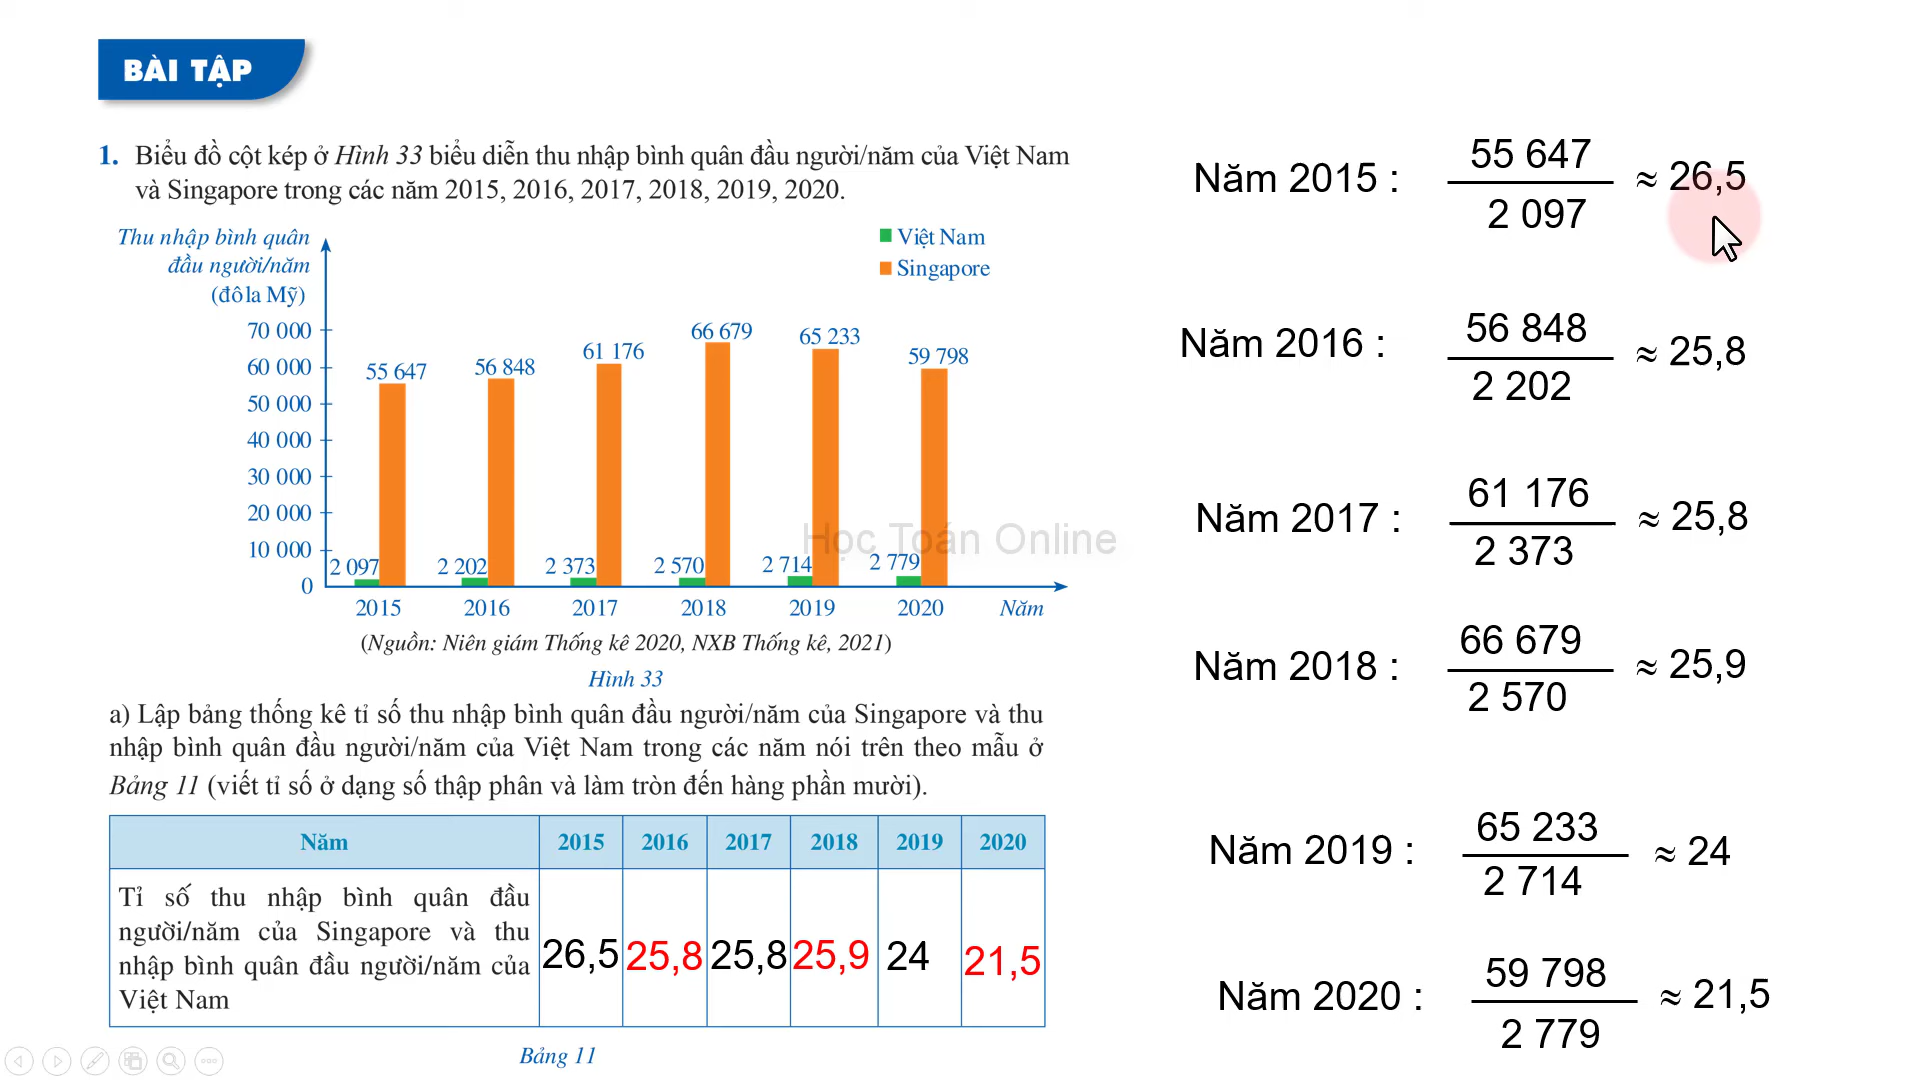 BÀI TẬP
1. Biểu đồ cột kép ở Hình 33 biểu diễn thu nhập bình quân đầu người/năm của Việt Nam
và Singapore trong các năm 2015, 2016, 2017, 2018, 2019, 2020.
Thu nhập bình quân
đầu người/năm
(đô la Mỹ)
Việt Nam
Singapore
70 000
60 000
50 000
40 000
30 000
20 000
10 000
0
55 647
56 848
61 176
66 679
65 233
59 798
2 097
2 202
2 373
2 570
2 714
2 779
2015
2016
2017
2018
2019
2020
Năm
Học Toán Online
(Nguồn: Niên giám Thống kê 2020, NXB Thống kê, 2021)
Hình 33
a) Lập bảng thống kê tỉ số thu nhập bình quân đầu người/năm của Singapore và thu
nhập bình quân đầu người/năm của Việt Nam trong các năm nói trên theo mẫu ở
Bảng 11 (viết tỉ số ở dạng số thập phân và làm tròn đến hàng phần mười).
Năm 2015 2016 2017 2018 2019 2020
Tỉ số thu nhập bình quân đầu
người/năm của Singapore và thu
nhập bình quân đầu người/năm của
Việt Nam
26,5 25,8 25,8 25,9 24 21,5
Bảng 11
Năm 2015 :
55 647
2 097
≈ 26,5
Năm 2016 :
56 848
2 202
≈ 25,8
Năm 2017 :
61 176
2 373
≈ 25,8
Năm 2018 :
66 679
2 570
≈ 25,9
Năm 2019 :
65 233
2 714
≈ 24
Năm 2020 :
59 798
2 779
≈ 21,5